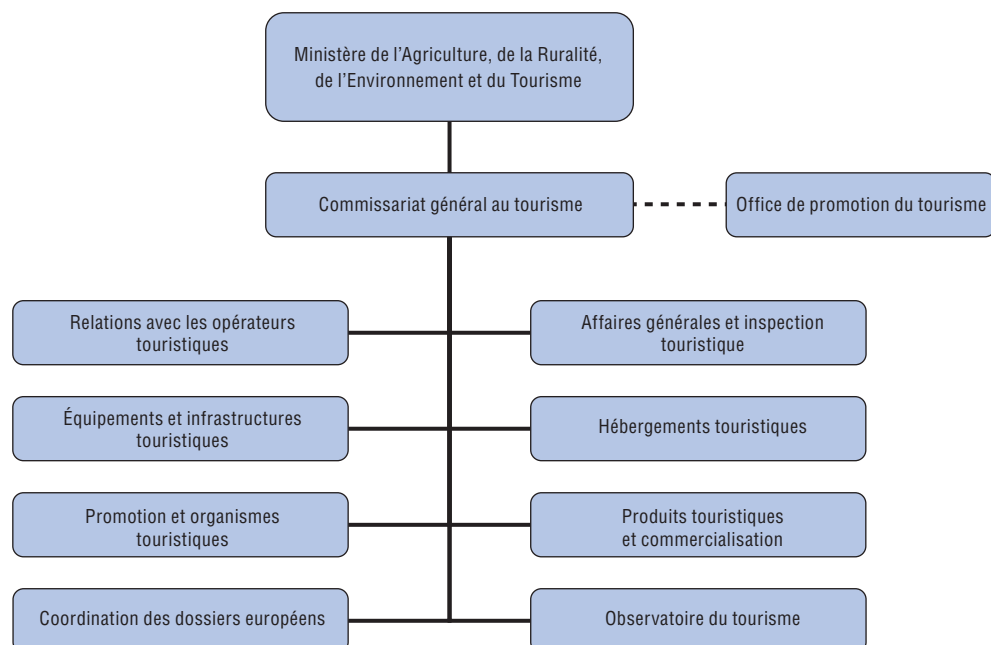 Ministère de l'Agriculture, de la Ruralité,
de l'Environnement et du Tourisme
Commissariat général au tourisme
Office de promotion du tourisme
Relations avec les opérateurs
touristiques
Affaires générales et inspection
touristique
Équipements et infrastructures
touristiques
Hébergements touristiques
Promotion et organismes
touristiques
Produits touristiques
et commercialisation
Coordination des dossiers européens
Observatoire du tourisme